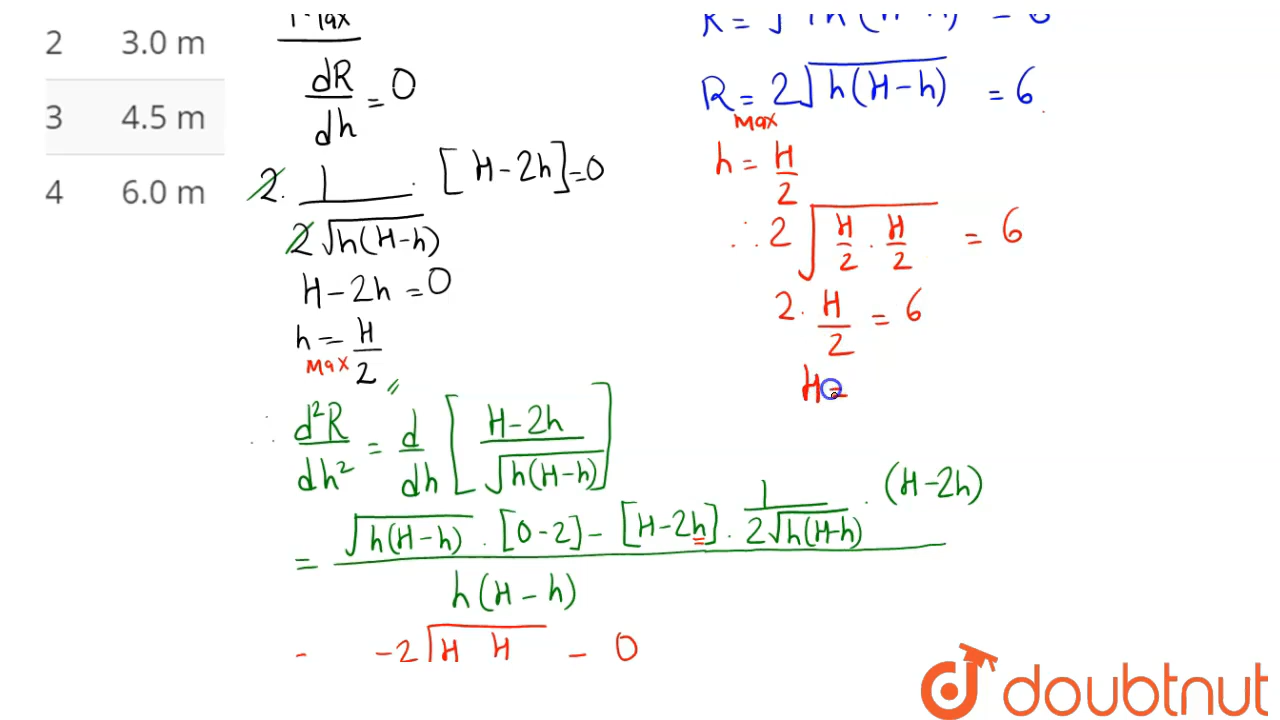 2 3.0 m
3 4.5 m
4 6.0 m
Max
dR/dh = 0
2. 1/2√h(H-h) . [H-2h]=0
H-2h=0
h = H/2
Max
∴ d²R/dh² = d/dh [H-2h/√h(H-h)]
= √h(H-h) . [0-2] - [H-2h] . 1/2√h(H-h) . (H-2h)
h(H-h)
= -2√H H - 0
R = 2√h(H-h) = 6
Max
h = H/2
∴ 2√H/2 . H/2 = 6
2. H/2 = 6
H=
doubtnut